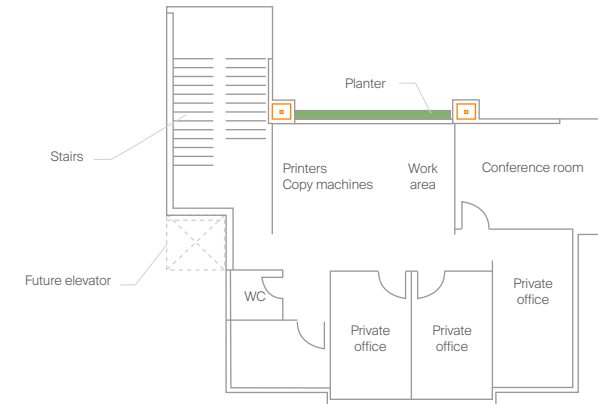 Planter
Stairs
Printers
Copy machines
Work
area
Conference room
Future elevator
WC
Private
office
Private
office
Private
office